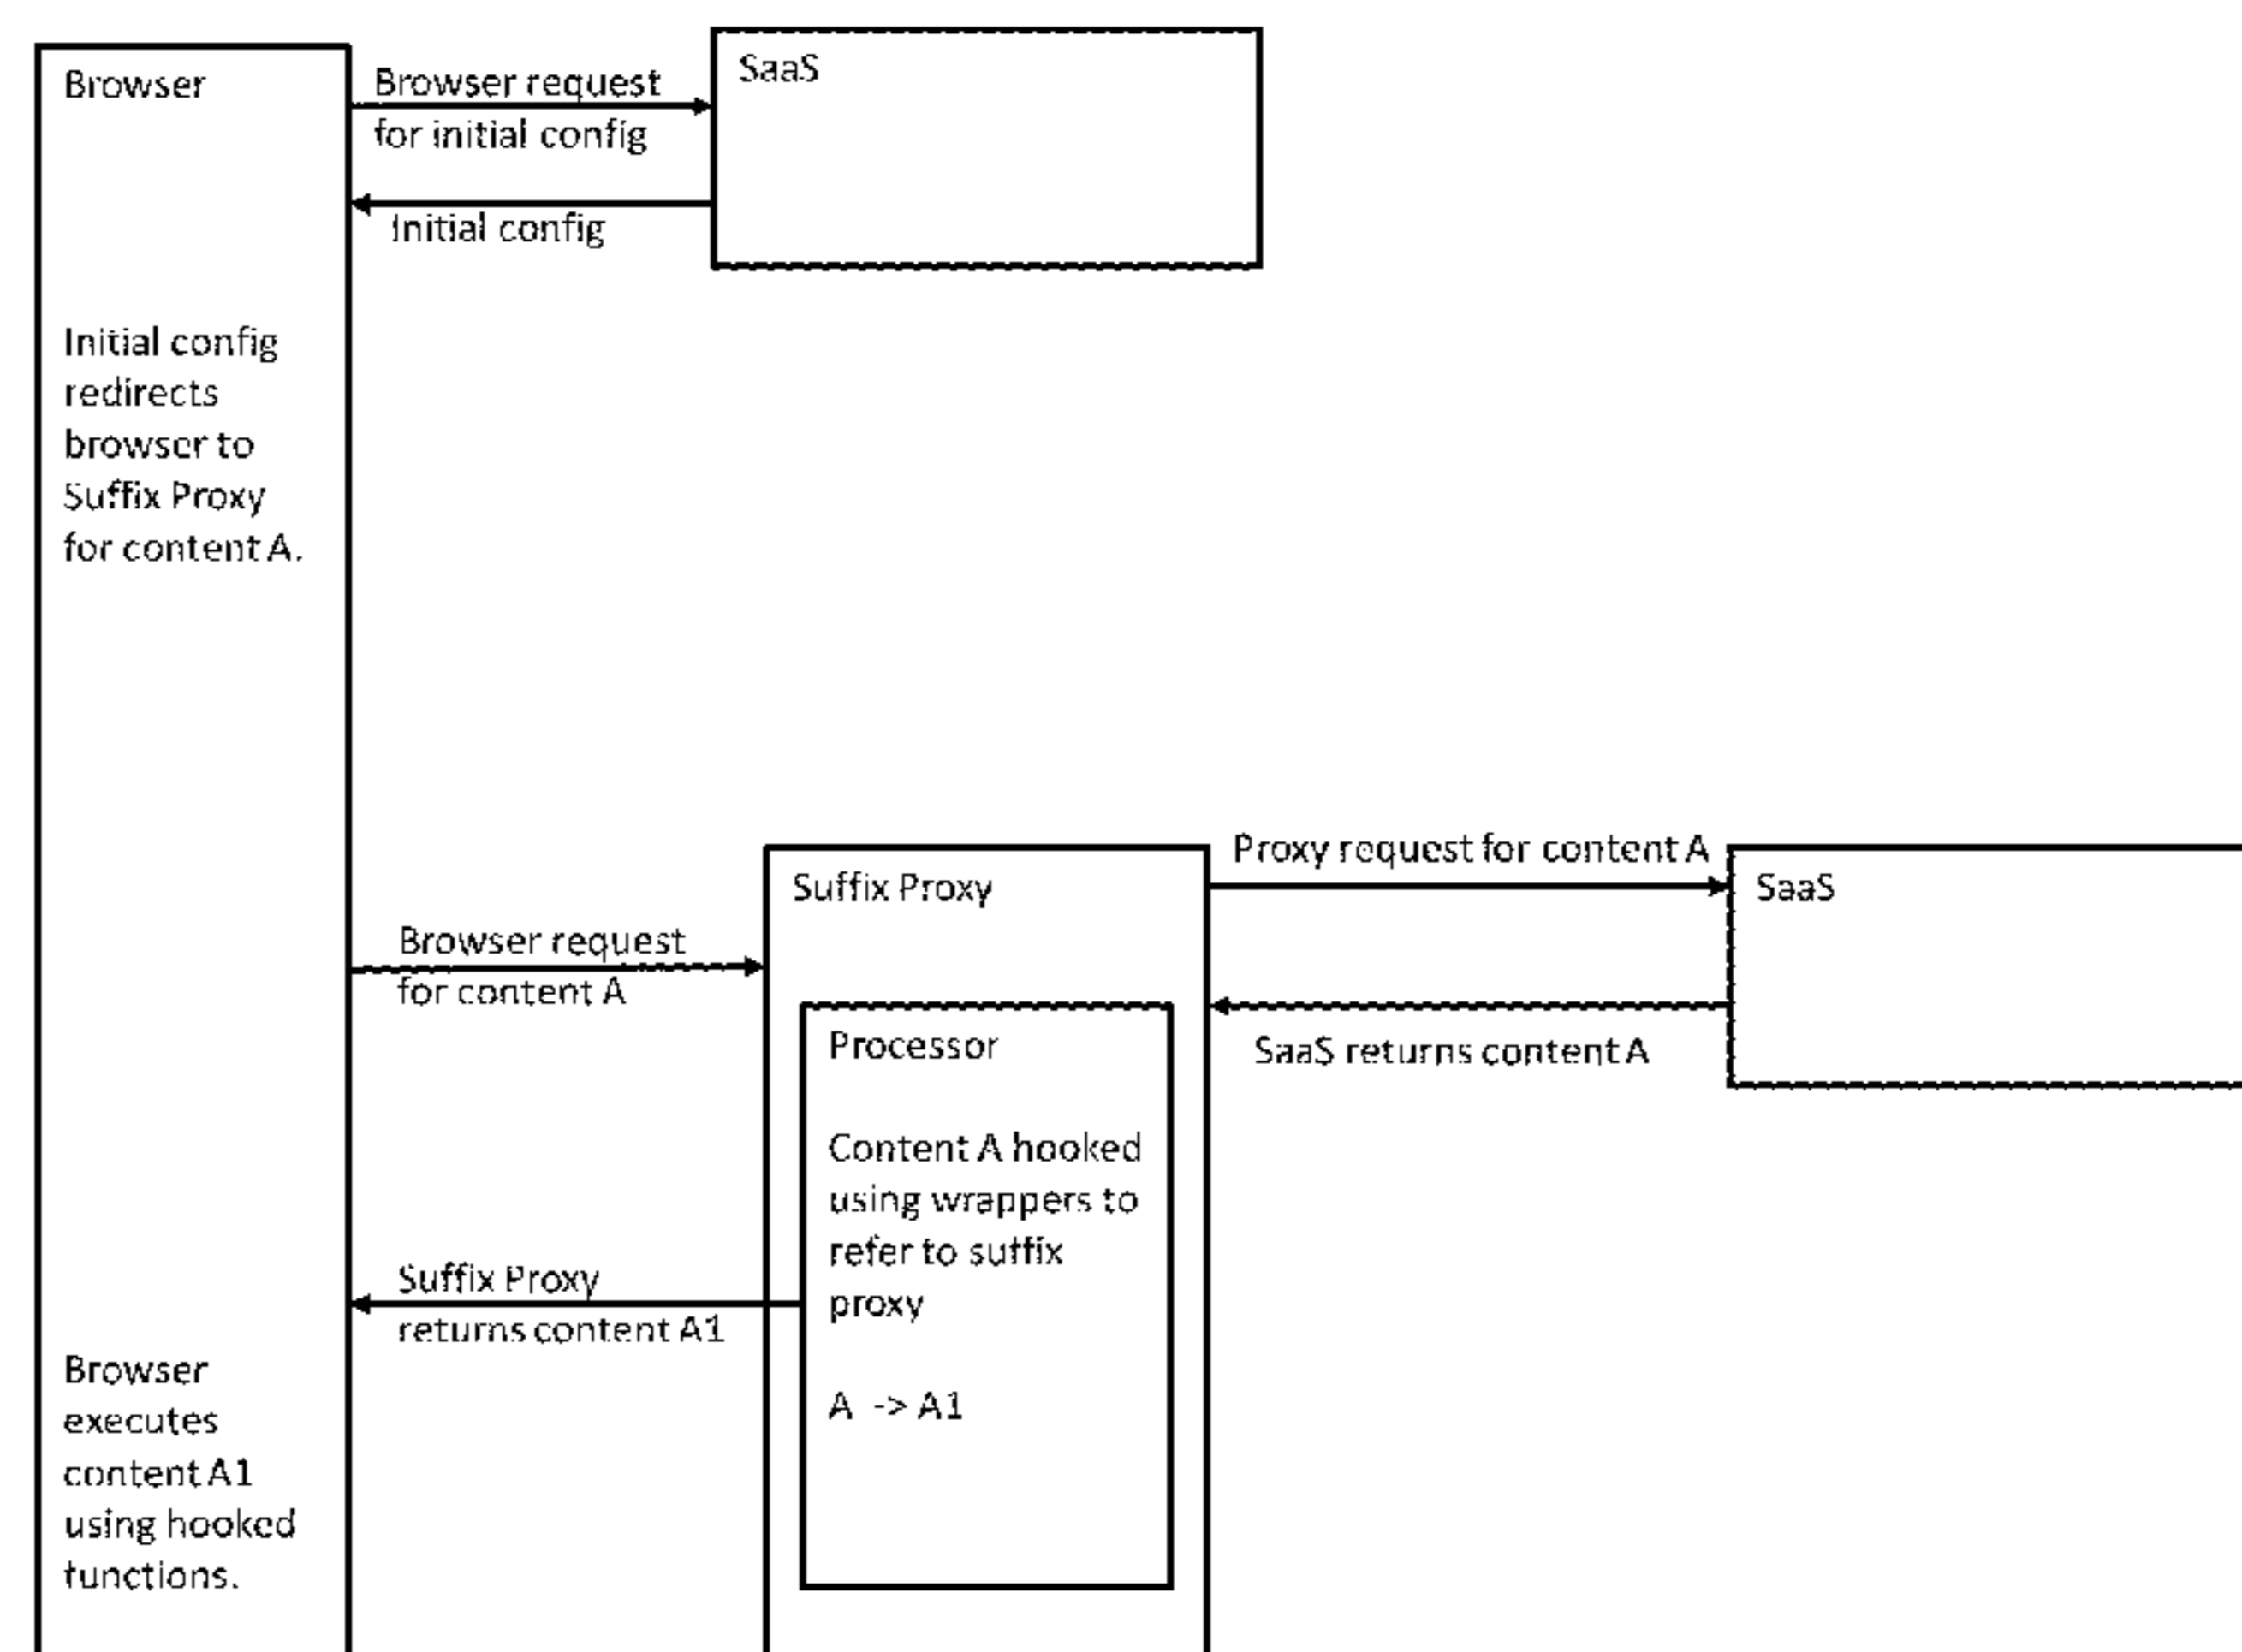 Browser
Browser request
for initial config
SaaS
Initial config
Initial config
redirects
browser to
Suffix Proxy
for content A.
Browser request
for content A
Suffix Proxy
Proxy request for content A
SaaS
SaaS returns content A
Processor
Content A hooked
using wrappers to
refer to suffix
proxy
A -> A1
Suffix Proxy
returns content A1
Browser
executes
content A1
using hooked
functions.